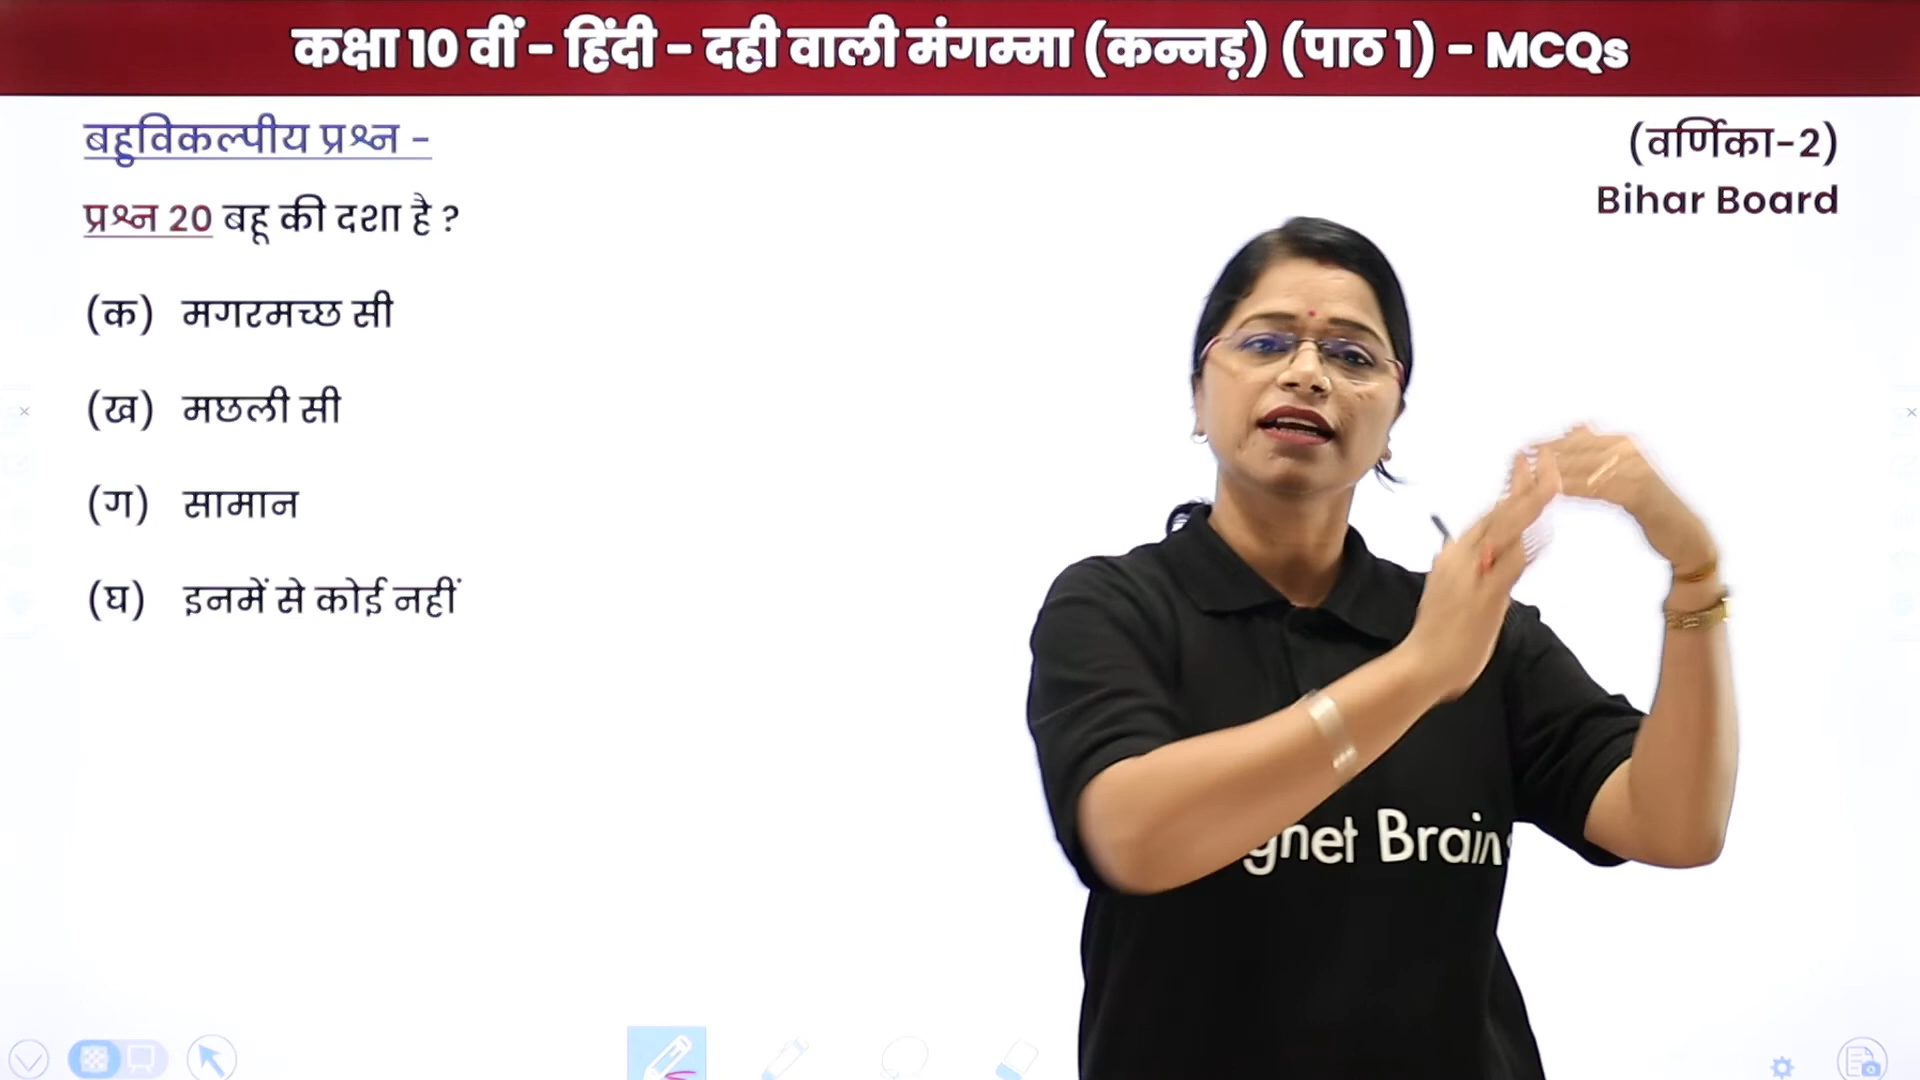 कक्षा 10 वीं - हिंदी - दही वाली मंगम्मा (कन्नड़) (पाठ 1) - MCQs
बहुविकल्पीय प्रश्न -
(वर्णिका-2)
Bihar Board
प्रश्न 20 बहू की दशा है ?
(क) मगरमच्छ सी
(ख) मछली सी
(ग) सामान
(घ) इनमें से कोई नहीं
gnet Brains